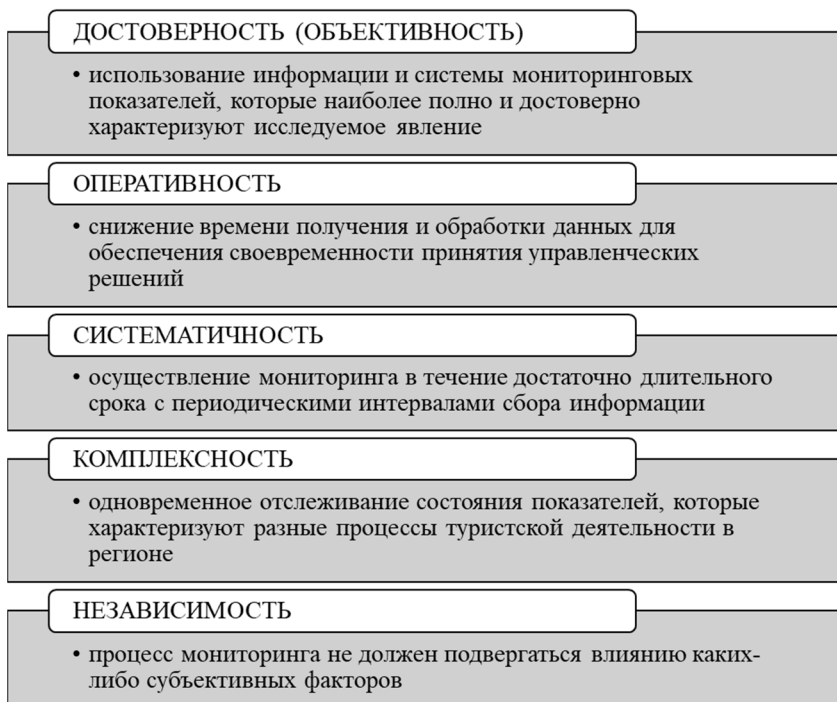 ДОСТОВЕРНОСТЬ (ОБЪЕКТИВНОСТЬ)
• использование информации и системы мониторинговых
показателей, которые наиболее полно и достоверно
характеризуют исследуемое явление
ОПЕРАТИВНОСТЬ
• снижение времени получения и обработки данных для
обеспечения своевременности принятия управленческих
решений
СИСТЕМАТИЧНОСТЬ
• осуществление мониторинга в течение достаточно длительного
срока с периодическими интервалами сбора информации
КОМПЛЕКСНОСТЬ
• одновременное отслеживание состояния показателей, которые
характеризуют разные процессы туристской деятельности в
регионе
НЕЗАВИСИМОСТЬ
• процесс мониторинга не должен подвергаться влиянию каких-
либо субъективных факторов